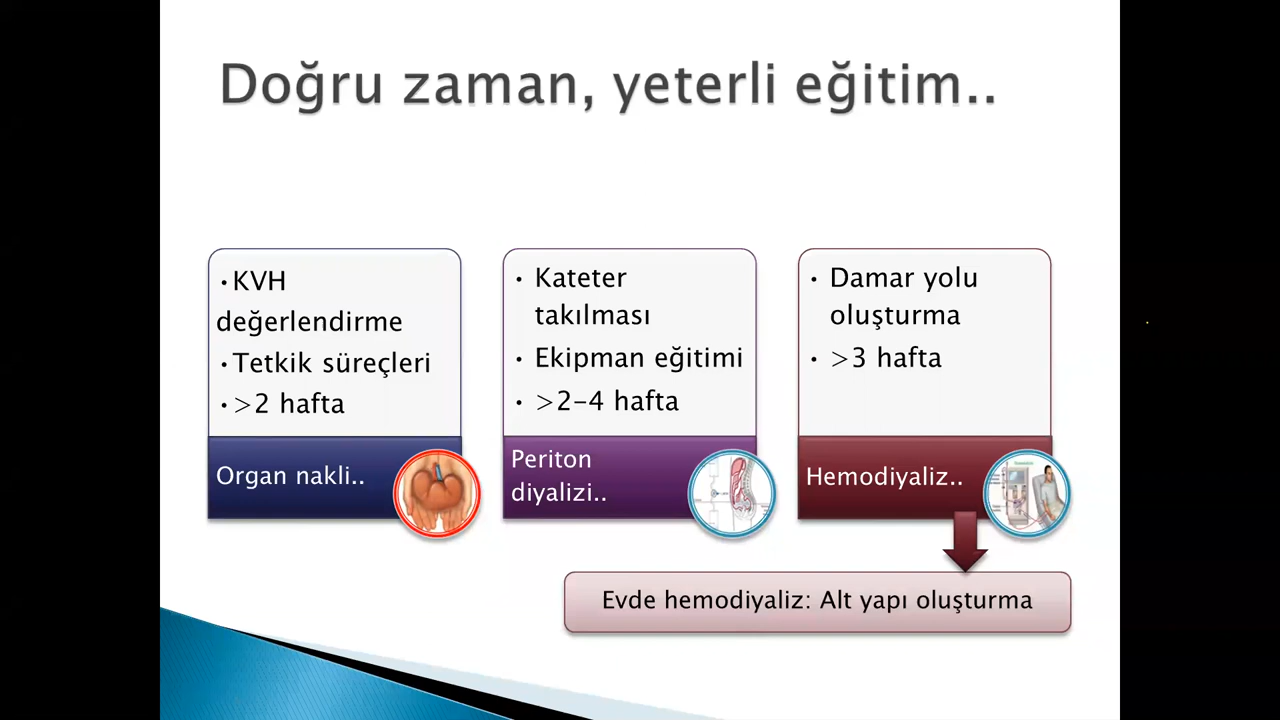 Doğru zaman, yeterli eğitim..
•KVH
değerlendirme
•Tetkik süreçleri
•>2 hafta
Organ nakli..
• Kateter
takılması
• Ekipman eğitimi
• >2-4 hafta
Periton
diyalizi..
• Damar yolu
oluşturma
• >3 hafta
Hemodiyaliz..
Evde hemodiyaliz: Alt yapı oluşturma